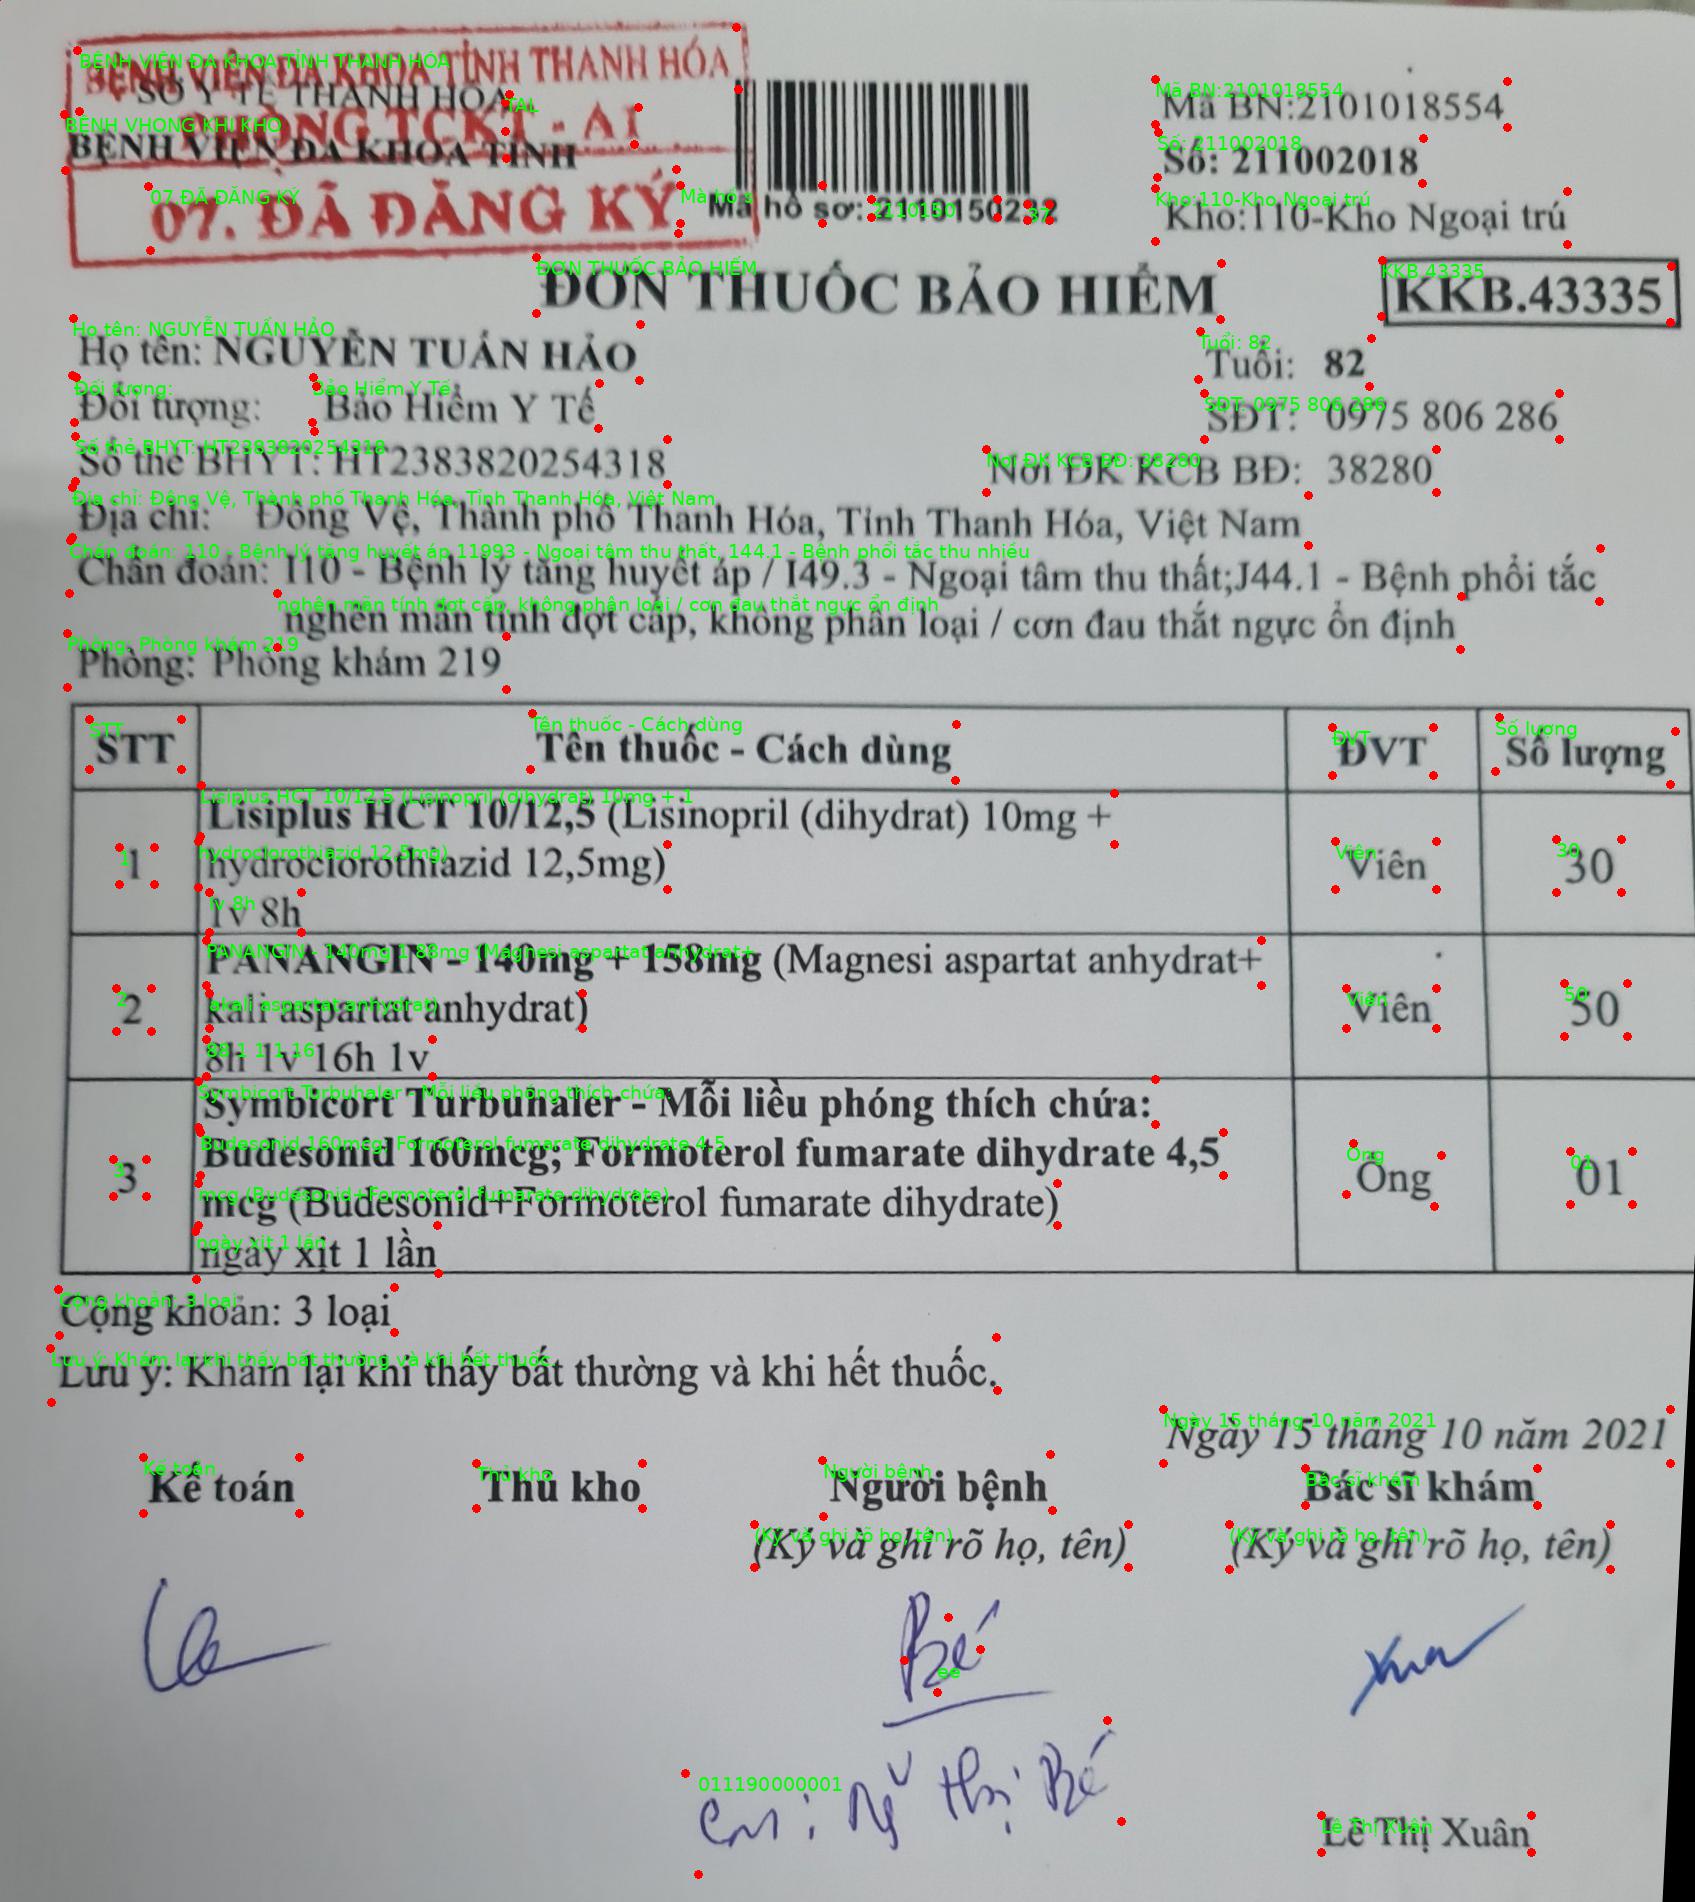 BỆNH VIỆN ĐA KHOA TỈNH THANH HÓA
SỞ Y TẾ THANH HÓA
PHÒNG TCKT - AI
BỆNH VIỆN ĐA KHOA TỈNH
07. ĐÃ ĐĂNG KÝ
Mã hồ sơ: 2110150232
Mã BN:2101018554
Số: 211002018
Kho:110-Kho Ngoại trú
ĐƠN THUỐC BẢO HIỂM
KKB.43335
Họ tên: NGUYỄN TUẤN HẢO
Tuổi: 82
Đối tượng: Bảo Hiểm Y Tế
SĐT: 0975 806 286
Số thẻ BHYT: HT2383820254318
Nơi ĐK KCB BĐ: 38280
Địa chỉ: Đông Vệ, Thành phố Thanh Hóa, Tỉnh Thanh Hóa, Việt Nam
Chẩn đoán: I10 - Bệnh lý tăng huyết áp / I49.3 - Ngoại tâm thu thất;J44.1 - Bệnh phổi tắc
nghẽn mãn tính đợt cấp, không phân loại / cơn đau thắt ngực ổn định
Phòng: Phòng khám 219
STT Tên thuốc - Cách dùng ĐVT Số lượng
1 Lisiplus HCT 10/12,5 (Lisinopril (dihydrat) 10mg +
hydroclorothiazid 12,5mg) Viên 30
1v 8h
2 PANANGIN - 140mg + 158mg (Magnesi aspartat anhydrat+
kali aspartat anhydrat) Viên 50
8h 1v 16h 1v
3 Symbicort Turbuhaler - Mỗi liều phóng thích chứa:
Budesonid 160mcg; Formoterol fumarate dihydrate 4,5 Ống 01
mcg (Budesonid+Formoterol fumarate dihydrate)
ngày xịt 1 lần
Cộng khoản: 3 loại
Lưu ý: Khám lại khi thấy bất thường và khi hết thuốc.
Ngày 15 tháng 10 năm 2021
Kế toán Thủ kho Người bệnh Bác sĩ khám
(Ký và ghi rõ họ, tên) (Ký và ghi rõ họ, tên)
Bé
Thị Bé
Lê Thị Xuân